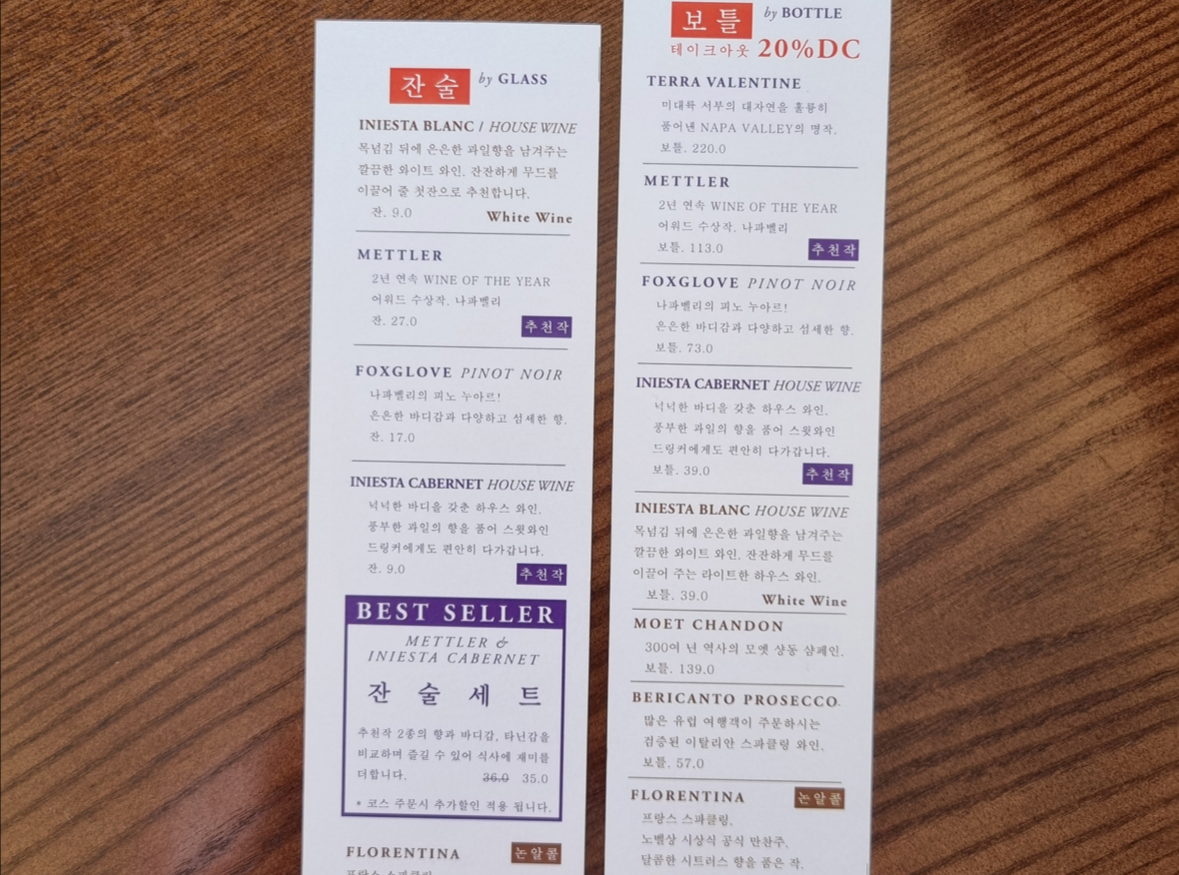 잔술 by GLASS
INIESTA BLANC / HOUSE WINE
목넘김 뒤에 은은한 과일향을 남겨주는
깔끔한 와이트 와인. 잔잔하게 무드를
이끌어 줄 첫잔으로 추천합니다.
잔. 9.0 White Wine
METTLER
2년 연속 WINE OF THE YEAR
어워드 수상작. 나파벨리
잔. 27.0 추천작
FOXGLOVE PINOT NOIR
나파벨리의 피노 누아르!
은은한 바디감과 다양하고 섬세한 향.
잔. 17.0
INIESTA CABERNET HOUSE WINE
넉넉한 바디을 갖춘 하우스 와인.
풍부한 과일의 향을 품어 스윗와인
드링커에게도 편안히 다가갑니다.
잔. 9.0 추천작
BEST SELLER
METTLER &
INIESTA CABERNET
잔 술 세 트
추천작 2종의 향과 바디감, 타닌감을
비교하며 즐길 수 있어 식사에 재미를
더합니다. 36.0 35.0
* 코스 주문시 추가할인 적용 됩니다.
FLORENTINA 논알콜
프랑스 스파클링.
보틀 by BOTTLE
테이크아웃 20%DC
TERRA VALENTINE
미대륙 서부의 대자연을 훌륭히
품어낸 NAPA VALLEY의 명작.
보틀. 220.0
METTLER
2년 연속 WINE OF THE YEAR
어워드 수상작. 나파벨리
보틀. 113.0 추천작
FOXGLOVE PINOT NOIR
나파벨리의 피노 누아르!
은은한 바디감과 다양하고 섬세한 향.
보틀. 73.0
INIESTA CABERNET HOUSE WINE
넉넉한 바디을 갖춘 하우스 와인.
풍부한 과일의 향을 품어 스윗와인
드링커에게도 편안히 다가갑니다.
보틀. 39.0 추천작
INIESTA BLANC HOUSE WINE
목넘김 뒤에 은은한 과일향을 남겨주는
깔끔한 와이트 와인. 잔잔하게 무드를
이끌어 주는 라이트한 하우스 와인.
보틀. 39.0 White Wine
MOET CHANDON
300여 년 역사의 모엣 샹동 샴페인.
보틀. 139.0
BERICANTO PROSECCO
많은 유럽 여행객이 주문하시는
검증된 이탈리안 스파클링 와인.
보틀. 57.0
FLORENTINA 논알콜
프랑스 스파클링.
노벨상 시상식 공식 만찬주.
달콤한 시트러스 향을 품은 작.